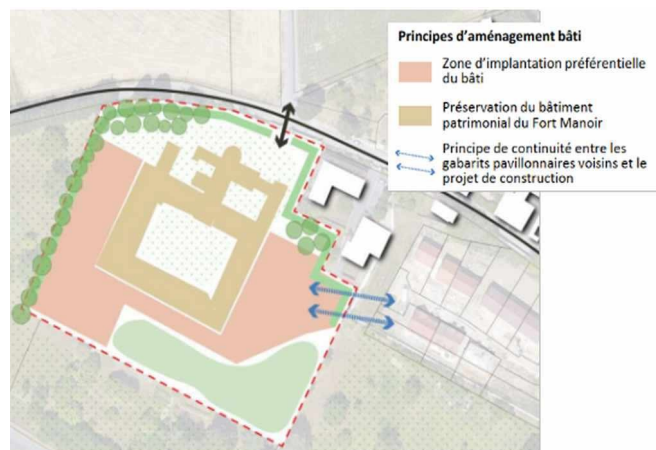 Principes d'aménagement bâti
Zone d'implantation préférentielle
du bâti
Préservation du bâtiment
patrimonial du Fort Manoir
Principe de continuité entre les
gabarits pavillonnaires voisins et le
projet de construction